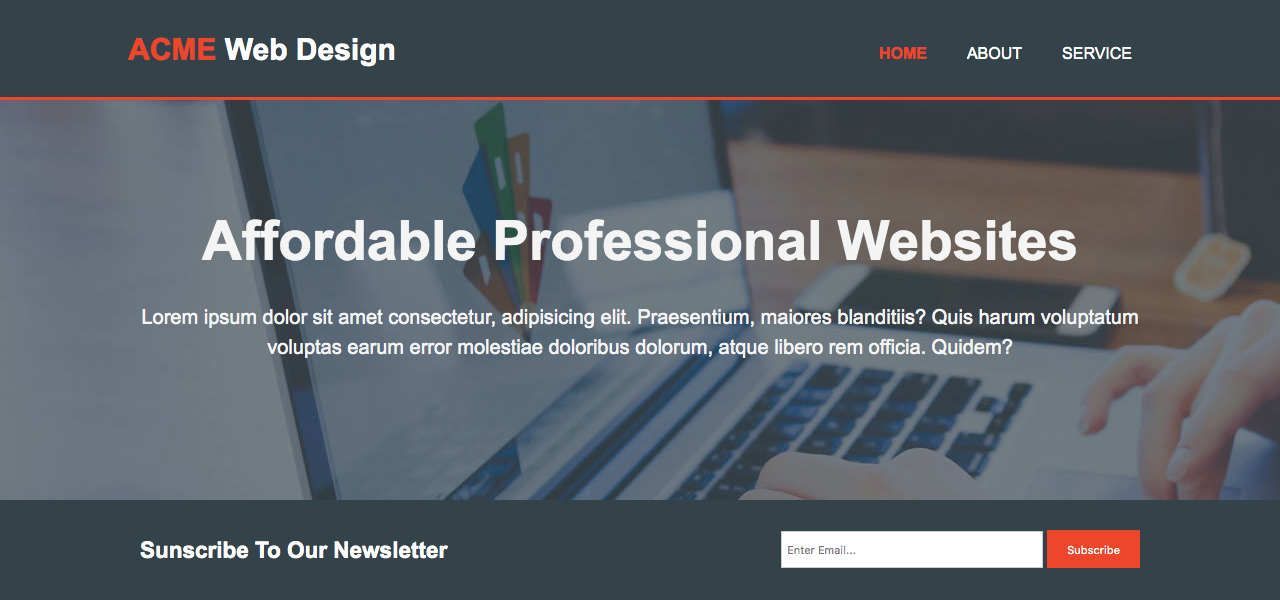 ACME Web Design
HOME ABOUT SERVICE
Affordable Professional Websites
Lorem ipsum dolor sit amet consectetur, adipisicing elit. Praesentium, maiores blanditiis? Quis harum voluptatum
voluptas earum error molestiae doloribus dolorum, atque libero rem officia. Quidem?
Sunscribe To Our Newsletter
Enter Email...
Subscribe